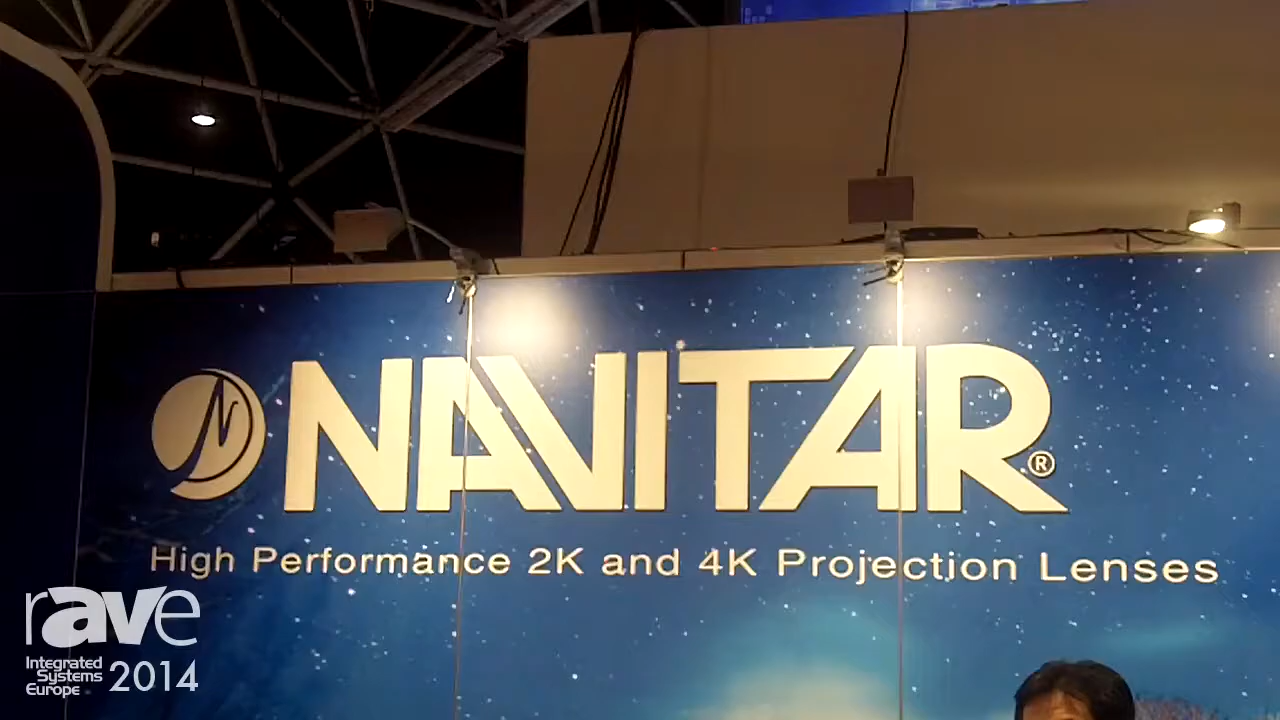 NAVITAR®
High Performance 2K and 4K Projection Lenses
rave
Integrated
Systems
Europe
2014